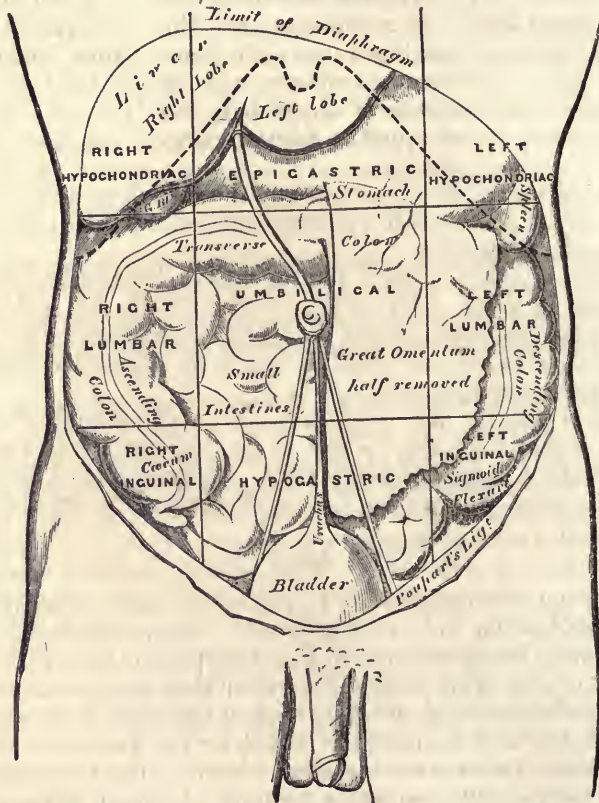 Limit of Diaphragm
Liver
Right Lobe
Left lobe
RIGHT
HYPOCHONDRIAC
EPIGASTRIC
LEFT
HYPOCHONDRIAC
Stomach
Spleen
Transverse
Colon
UMBILICAL
RIGHT
LUMBAR
LEFT
LUMBAR
Ascending
Colon
Small
Intestines
Great Omentum
half removed
Descending
Colon
RIGHT
INGUINAL
Cæcum
HYPOGASTRIC
LEFT
INGUINAL
Sigmoid
Flexure
Urachus
Bladder
Poupart's Ligt.